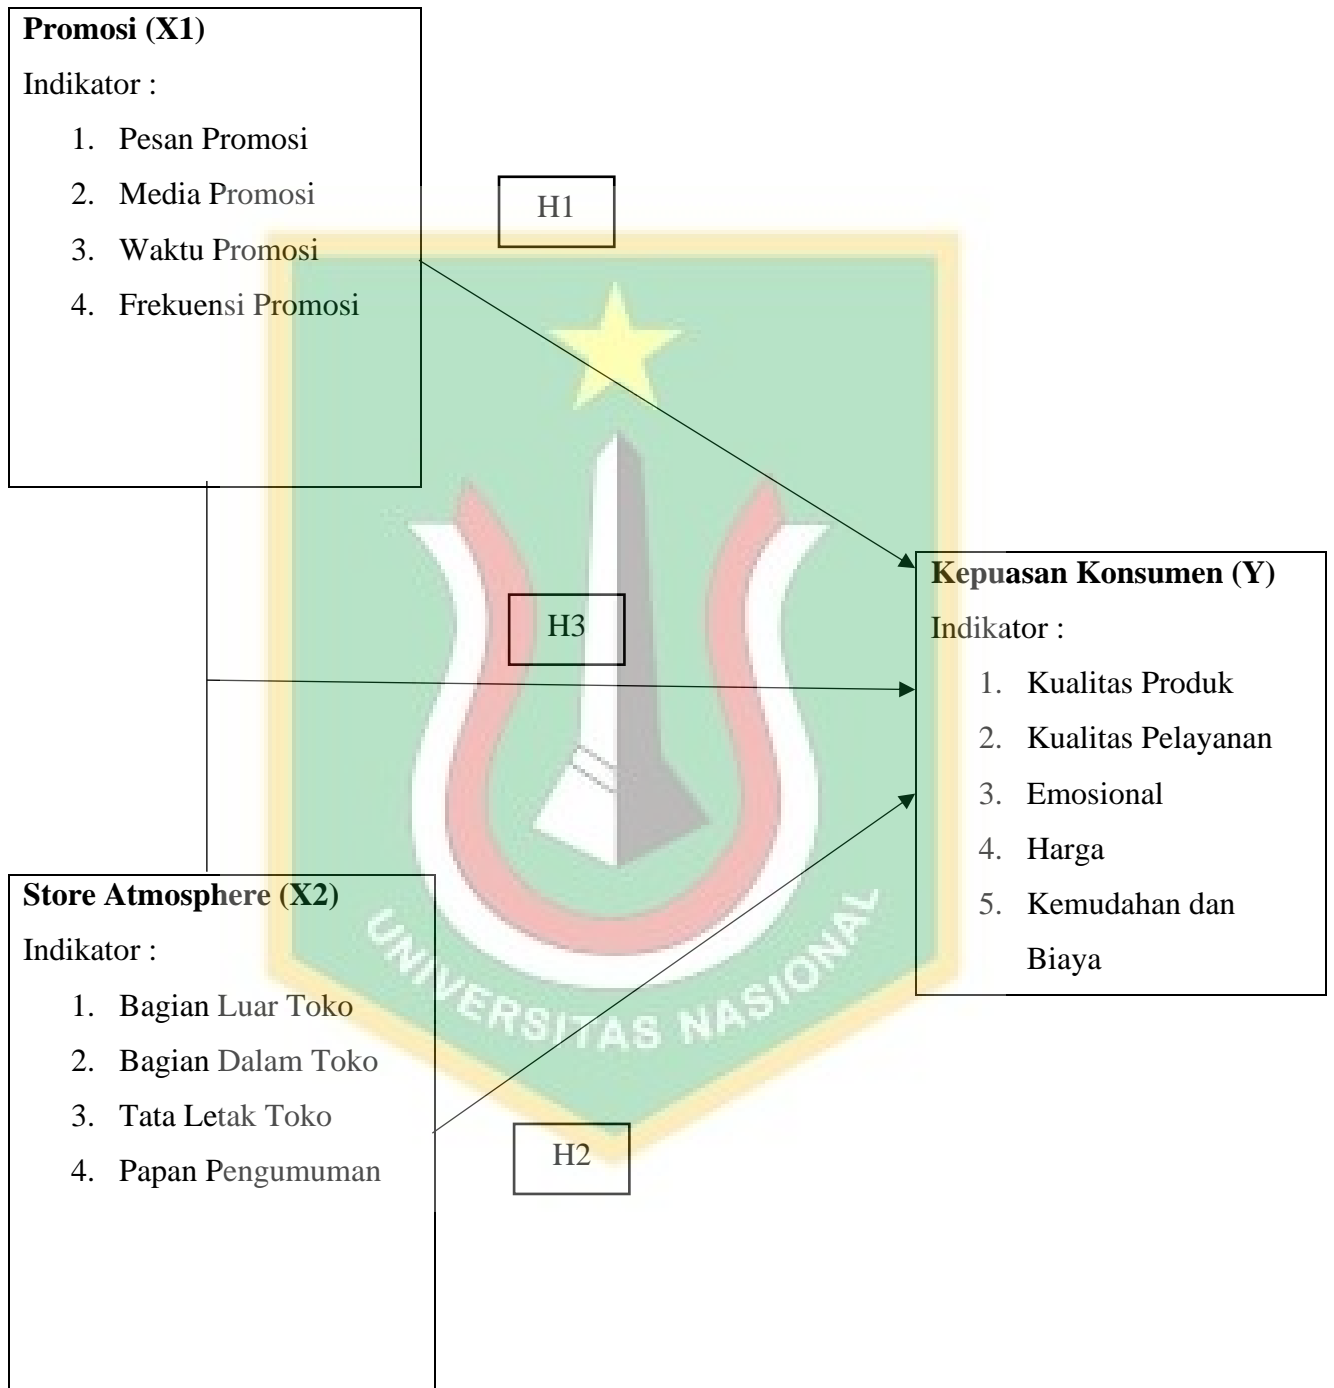 Promosi (X1)
Indikator :
1. Pesan Promosi
2. Media Promosi
3. Waktu Promosi
4. Frekuensi Promosi
H1
H3
Kepuasan Konsumen (Y)
Indikator :
1. Kualitas Produk
2. Kualitas Pelayanan
3. Emosional
4. Harga
5. Kemudahan dan
Biaya
Store Atmosphere (X2)
Indikator :
1. Bagian Luar Toko
2. Bagian Dalam Toko
3. Tata Letak Toko
4. Papan Pengumuman
H2
UNIVERSITAS NASIONAL